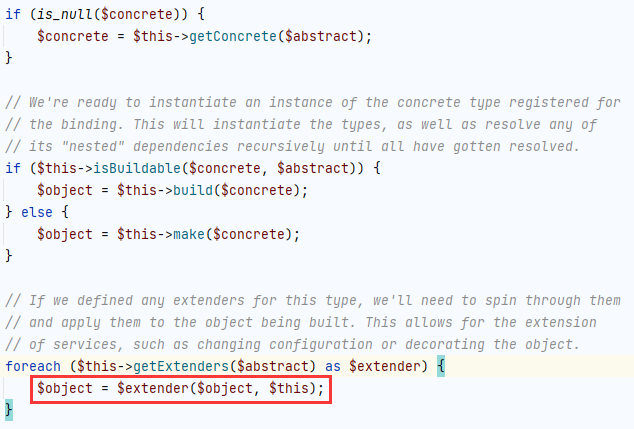 if (is_null($concrete)) {
    $concrete = $this->getConcrete($abstract);
}

// We're ready to instantiate an instance of the concrete type registered for
// the binding. This will instantiate the types, as well as resolve any of
// its "nested" dependencies recursively until all have gotten resolved.
if ($this->isBuildable($concrete, $abstract)) {
    $object = $this->build($concrete);
} else {
    $object = $this->make($concrete);
}

// If we defined any extenders for this type, we'll need to spin through them
// and apply them to the object being built. This allows for the extension
// of services, such as changing configuration or decorating the object.
foreach ($this->getExtenders($abstract) as $extender) {
    $object = $extender($object, $this);
}